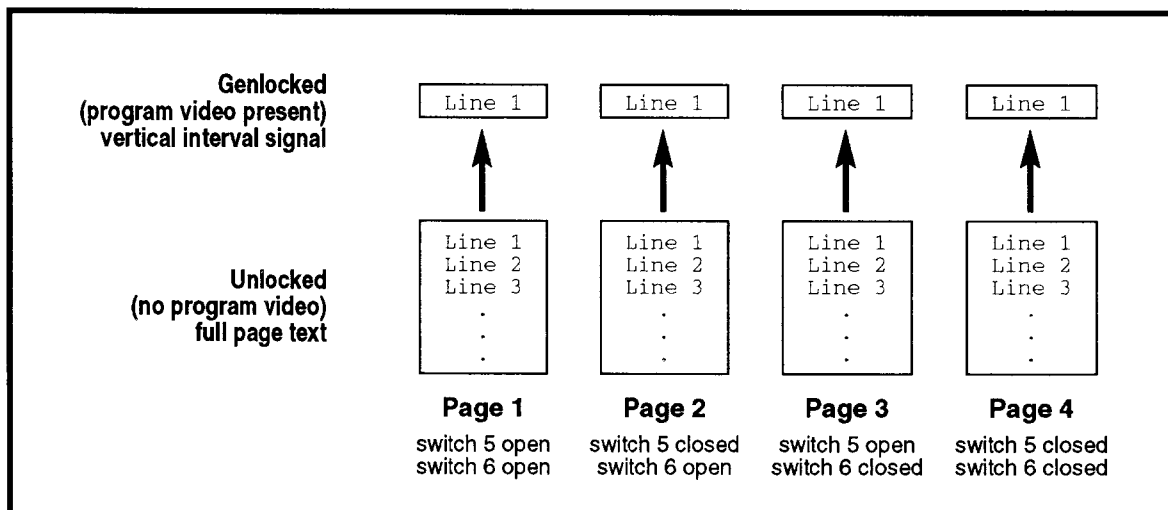 Genlocked
(program video present)
vertical interval signal
Line 1 Line 1 Line 1 Line 1
Unlocked
(no program video)
full page text
Line 1 Line 1 Line 1 Line 1
Line 2 Line 2 Line 2 Line 2
Line 3 Line 3 Line 3 Line 3
. . . .
. . . .
. . . .
Page 1 Page 2 Page 3 Page 4
switch 5 open switch 5 closed switch 5 open switch 5 closed
switch 6 open switch 6 open switch 6 closed switch 6 closed